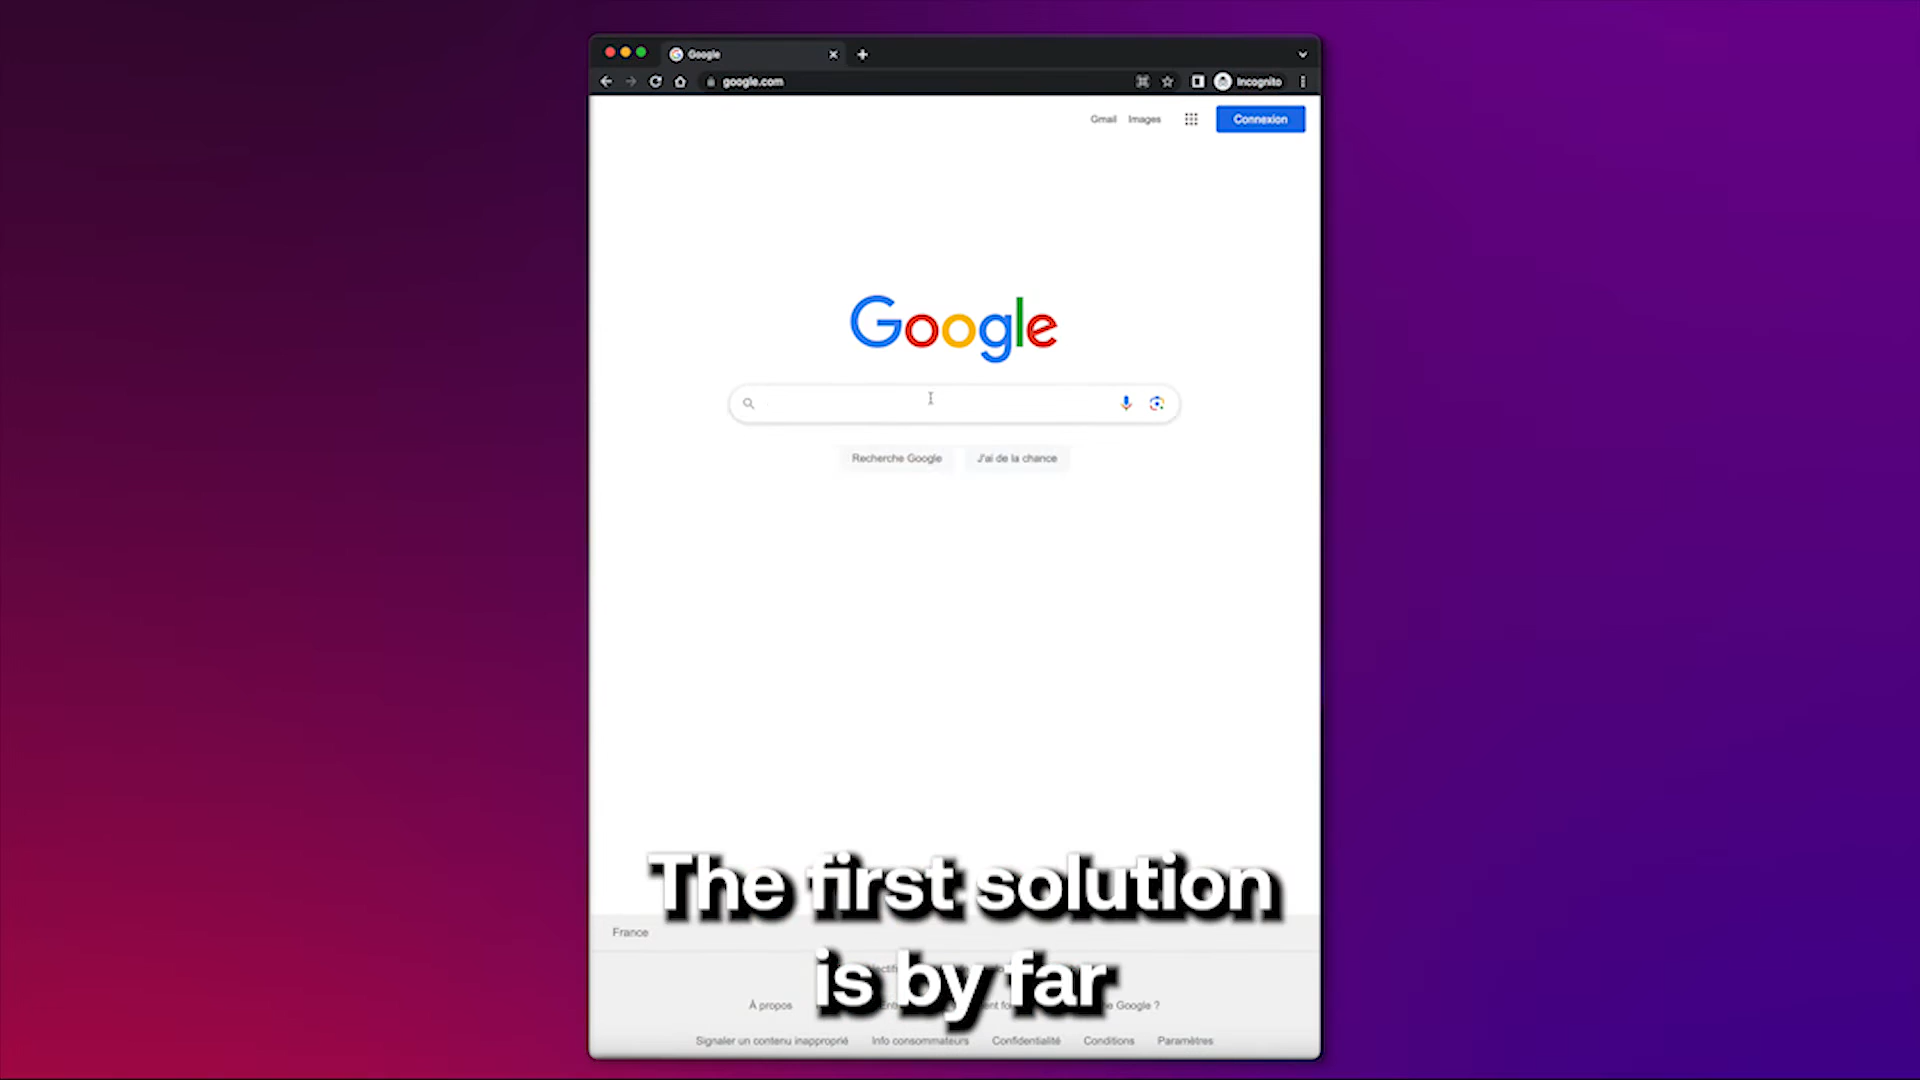 Google
google.com
Incognito
Gmail Images
Connexion
Google
Recherche Google
J'ai de la chance
The first solution
France
is by far
À propos
Google ?
Signaler un contenu inapproprié Info consommateurs Confidentialité Conditions Paramètres